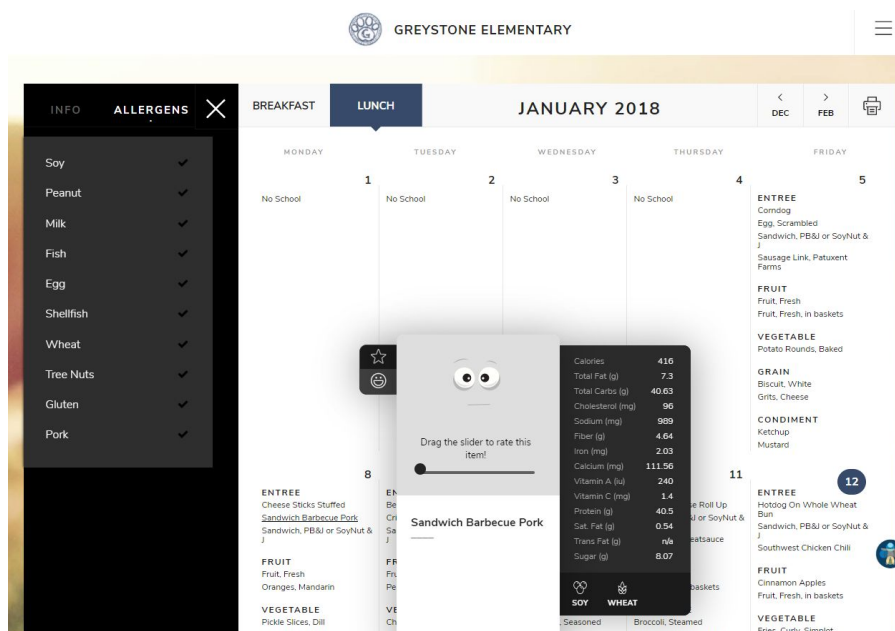 GREYSTONE ELEMENTARY
INFO
ALLERGENS
Soy
Peanut
Milk
Fish
Egg
Shellfish
Wheat
Tree Nuts
Gluten
Pork
BREAKFAST
LUNCH
JANUARY 2018
DEC
FEB
MONDAY
TUESDAY
WEDNESDAY
THURSDAY
FRIDAY
1
No School
2
No School
3
No School
4
No School
5
ENTREE
Corndog
Egg, Scrambled
Sandwich, PB&J or SoyNut &
J
Sausage Link, Patuxent
Farms
FRUIT
Fruit, Fresh
Fruit, Fresh, in baskets
VEGETABLE
Potato Rounds, Baked
GRAIN
Biscuit, White
Grits, Cheese
CONDIMENT
Ketchup
Mustard
Drag the slider to rate this
item!
Sandwich Barbecue Pork
Calories 416
Total Fat (g) 7.3
Total Carbs (g) 40.63
Cholesterol (mg) 96
Sodium (mg) 989
Fiber (g) 4.64
Iron (mg) 2.03
Calcium (mg) 111.56
Vitamin A (iu) 240
Vitamin C (mg) 1.4
Protein (g) 40.5
Sat. Fat (g) 0.54
Trans Fat (g) n/a
Sugar (g) 8.07
SOY
WHEAT
8
ENTREE
Cheese Sticks Stuffed
Sandwich Barbecue Pork
Sandwich, PB&J or SoyNut &
J
FRUIT
Fruit, Fresh
Oranges, Mandarin
VEGETABLE
Pickle Slices, Dill
, Seasoned
11
Roll Up
or SoyNut &
baskets
Broccoli, Steamed
12
ENTREE
Hotdog On Whole Wheat
Bun
Sandwich, PB&J or SoyNut &
J
Southwest Chicken Chili
FRUIT
Cinnamon Apples
Fruit, Fresh, in baskets
VEGETABLE
Fries, Curly, Simplot